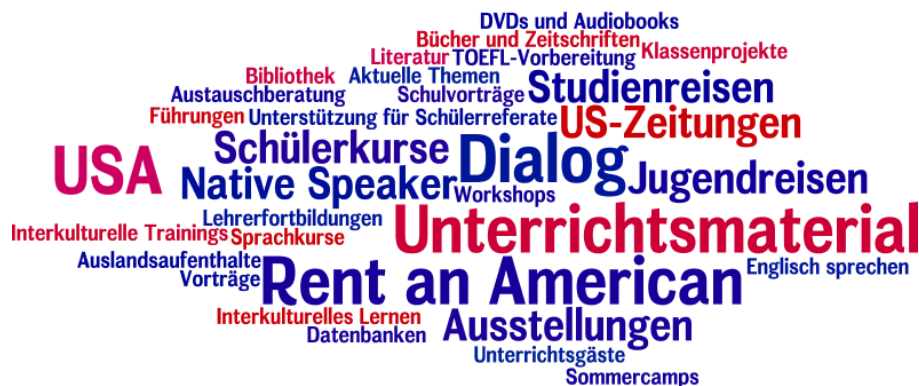 DVDs und Audiobooks
Bücher und Zeitschriften
Literatur TOEFL-Vorbereitung Klassenprojekte
Bibliothek Aktuelle Themen Studienreisen
Austauschberatung Schulvorträge
Führungen Unterstützung für Schülerreferate US-Zeitungen
USA Schülerkurse Dialog
Native Speaker Workshops Jugendreisen
Lehrerfortbildungen Unterrichtsmaterial
Interkulturelle Trainings Sprachkurse
Auslandsaufenthalte Rent an American Englisch sprechen
Vorträge
Interkulturelles Lernen Ausstellungen
Datenbanken
Unterrichtsgäste
Sommercamps